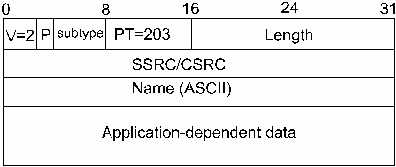 0 8 16 24 31
V=2 P subtype PT=203 Length
SSRC/CSRC
Name (ASCII)
Application-dependent data